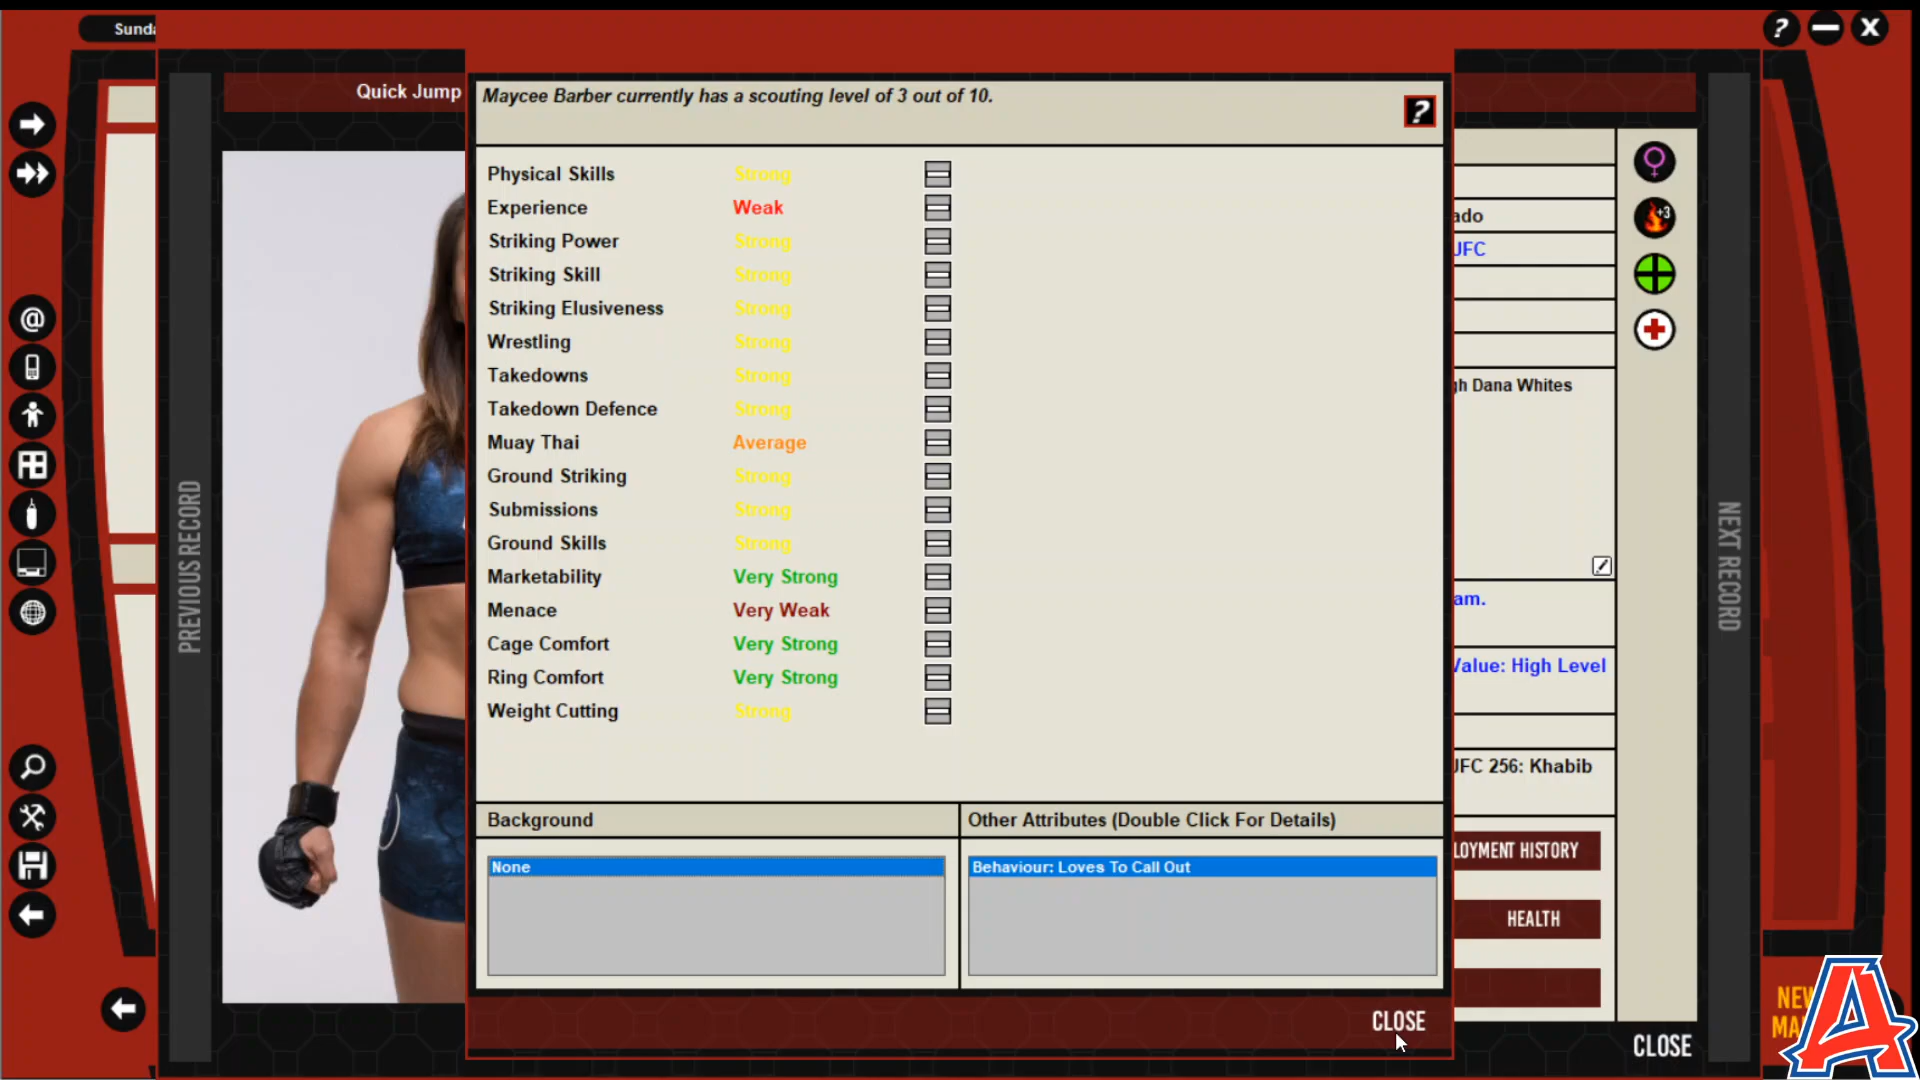 Sunda
Quick Jump
Maycee Barber currently has a scouting level of 3 out of 10.
?
?
Physical Skills Strong
Experience Weak
Striking Power Strong
Striking Skill Strong
Striking Elusiveness Strong
Wrestling Strong
Takedowns Strong
Takedown Defence Strong
Muay Thai Average
Ground Striking Strong
Submissions Strong
Ground Skills Strong
Marketability Very Strong
Menace Very Weak
Cage Comfort Very Strong
Ring Comfort Very Strong
Weight Cutting Strong
Background
Other Attributes (Double Click For Details)
None
Behaviour: Loves To Call Out
CLOSE
PREVIOUS RECORD
NEXT RECORD
+3
ado
UFC
gh Dana Whites
am.
Value: High Level
UFC 256: Khabib
LOYMENT HISTORY
HEALTH
CLOSE
NEW
MA
A